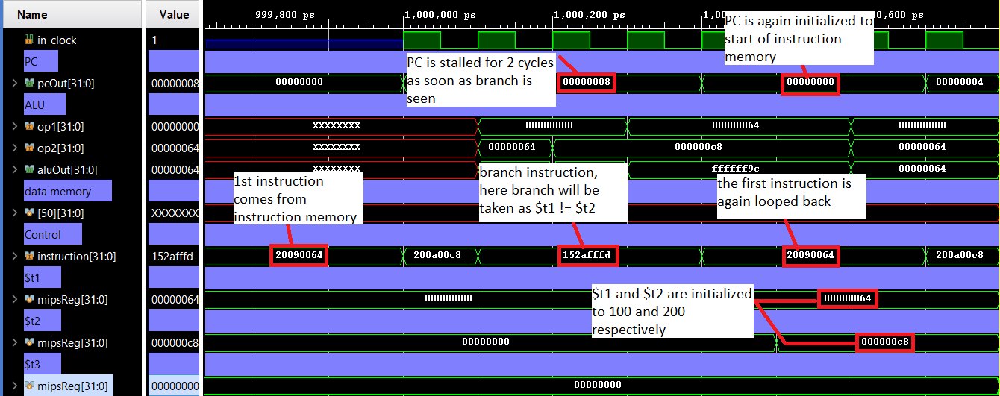 Name Value
999,800 ps 1,000,000 ps 1,000,200 ps 1,00 ,600 ps
PC is again initialized to
start of instruction
memory
in_clock 1
PC
PC is stalled for 2 cycles
as soon as branch is
seen
pcOut[31:0] 00000008 00000000 00000008 00000000 00000004
ALU
op1[31:0] 00000000 XXXXXXXX 00000000 00000064 00000000
op2[31:0] 00000064 XXXXXXXX 00000064 000000c8 00000064
aluOut[31:0] 00000064 XXXXXXXX ffffff9c 00000064
1st instruction
comes from
instruction memory
branch instruction,
here branch will be
taken as $t1 != $t2
the first instruction is
again looped back
data memory
[50][31:0] XXXXXXX
Control
instruction[31:0] 152afffd 20090064 200a00c8 152afffd 20090064 200a00c8
$t1
mipsReg[31:0] 00000064 00000000 00000064
$t1 and $t2 are initialized
to 100 and 200
respectively
$t2
mipsReg[31:0] 000000c8 00000000 000000c8
$t3
mipsReg[31:0] 00000000 00000000